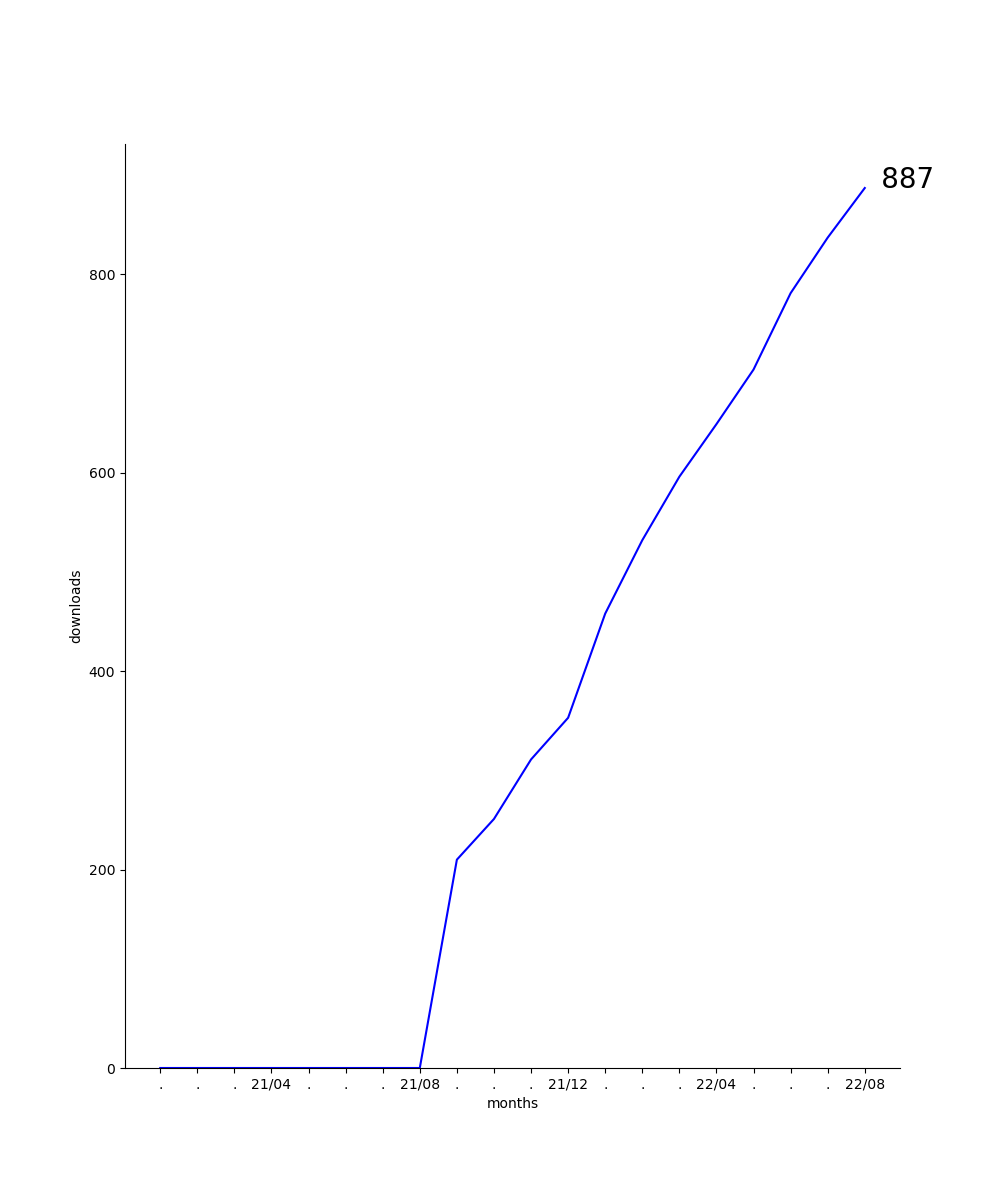 887
800
600
400
200
0
downloads
. . . 21/04 . . . 21/08 . . . 21/12 . . . 22/04 . . . 22/08
months